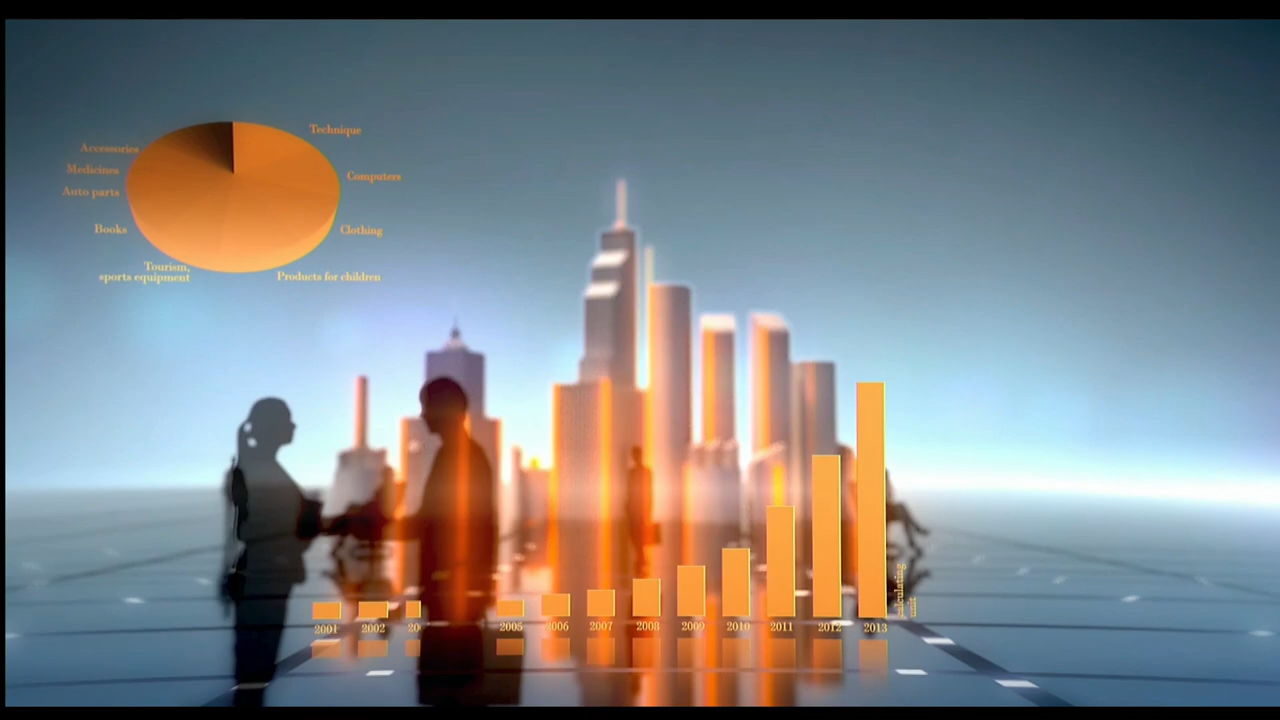 Technique
Accessories
Medicines
Computers
Auto parts
Books
Clothing
Tourism,
sports equipment
Products for children
2001 2002 2005 2006 2007 2008 2009 2010 2011 2012 2013
unit